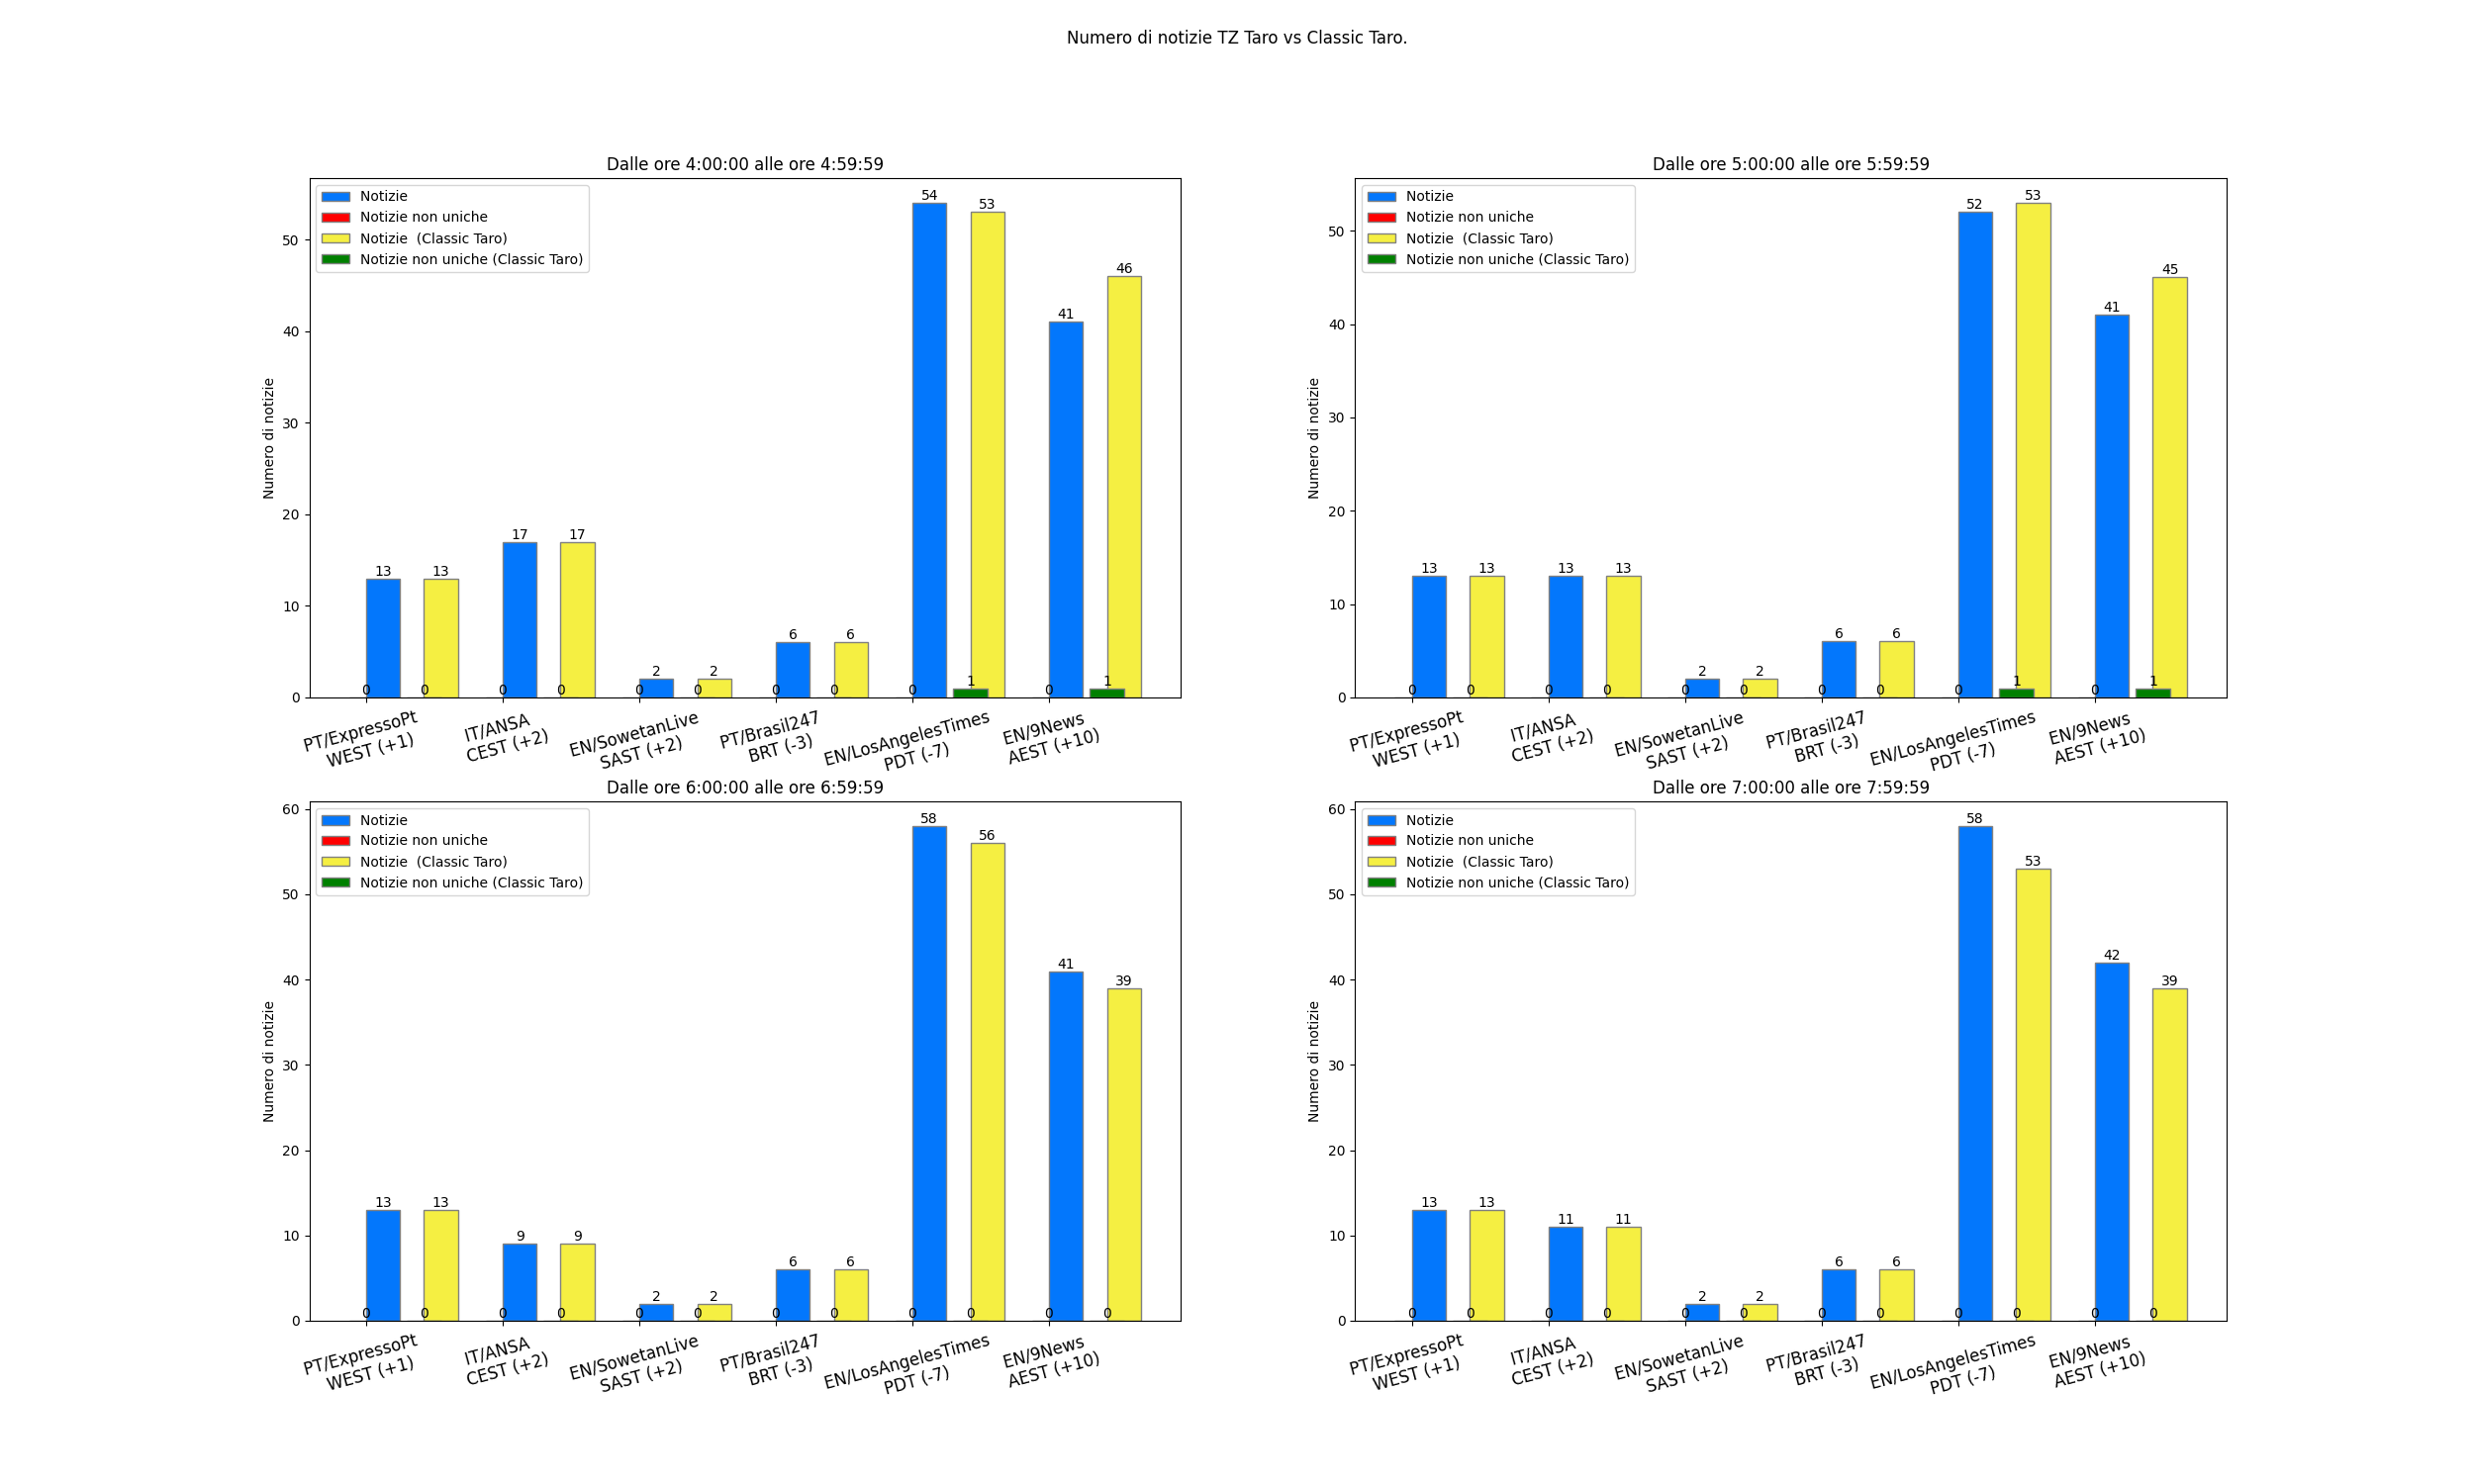 Numero di notizie TZ Taro vs Classic Taro.
Dalle ore 4:00:00 alle ore 4:59:59
Notizie
Notizie non uniche
Notizie  (Classic Taro)
Notizie non uniche (Classic Taro)
Numero di notizie
50
40
30
20
10
0
13 13 17 17 2 2 6 6 54 53 41 46
0 0 0 0 0 0 0 0 0 1 0 1
PT/ExpressoPt
WEST (+1)
IT/ANSA
CEST (+2)
EN/SowetanLive
SAST (+2)
PT/Brasil247
BRT (-3)
EN/LosAngelesTimes
PDT (-7)
EN/9News
AEST (+10)
Dalle ore 5:00:00 alle ore 5:59:59
Notizie
Notizie non uniche
Notizie  (Classic Taro)
Notizie non uniche (Classic Taro)
Numero di notizie
50
40
30
20
10
0
13 13 13 13 2 2 6 6 52 53 41 45
0 0 0 0 0 0 0 0 0 1 0 1
PT/ExpressoPt
WEST (+1)
IT/ANSA
CEST (+2)
EN/SowetanLive
SAST (+2)
PT/Brasil247
BRT (-3)
EN/LosAngelesTimes
PDT (-7)
EN/9News
AEST (+10)
Dalle ore 6:00:00 alle ore 6:59:59
Notizie
Notizie non uniche
Notizie  (Classic Taro)
Notizie non uniche (Classic Taro)
Numero di notizie
60
50
40
30
20
10
0
13 13 9 9 2 2 6 6 58 56 41 39
0 0 0 0 0 0 0 0 0 0 0 0
PT/ExpressoPt
WEST (+1)
IT/ANSA
CEST (+2)
EN/SowetanLive
SAST (+2)
PT/Brasil247
BRT (-3)
EN/LosAngelesTimes
PDT (-7)
EN/9News
AEST (+10)
Dalle ore 7:00:00 alle ore 7:59:59
Notizie
Notizie non uniche
Notizie  (Classic Taro)
Notizie non uniche (Classic Taro)
Numero di notizie
60
50
40
30
20
10
0
13 13 11 11 2 2 6 6 58 53 42 39
0 0 0 0 0 0 0 0 0 0 0 0
PT/ExpressoPt
WEST (+1)
IT/ANSA
CEST (+2)
EN/SowetanLive
SAST (+2)
PT/Brasil247
BRT (-3)
EN/LosAngelesTimes
PDT (-7)
EN/9News
AEST (+10)